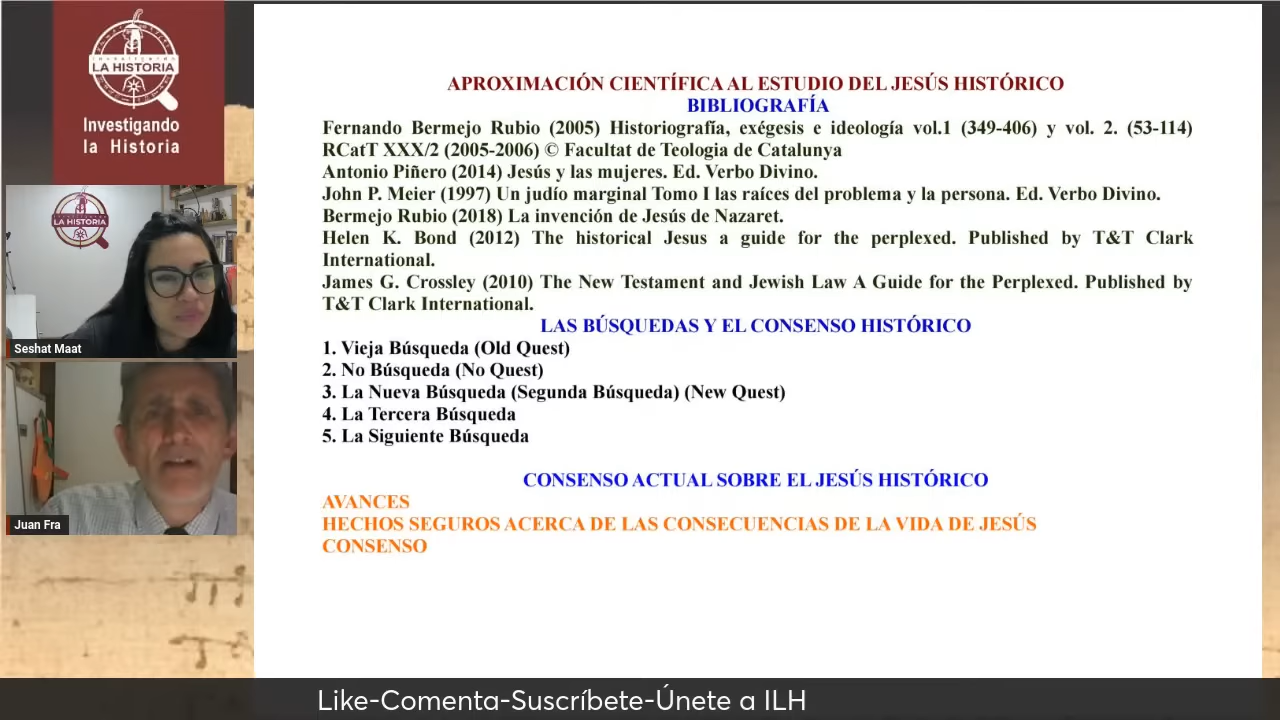 LA HISTORIA
Investigando
la Historia
LA HISTORIA
Seshat Maat
Juan Fra
APROXIMACIÓN CIENTÍFICA AL ESTUDIO DEL JESÚS HISTÓRICO
BIBLIOGRAFÍA
Fernando Bermejo Rubio (2005) Historiografía, exégesis e ideología vol.1 (349-406) y vol. 2. (53-114)
RCatT XXX/2 (2005-2006) © Facultat de Teologia de Catalunya
Antonio Piñero (2014) Jesús y las mujeres. Ed. Verbo Divino.
John P. Meier (1997) Un judío marginal Tomo I las raíces del problema y la persona. Ed. Verbo Divino.
Bermejo Rubio (2018) La invención de Jesús de Nazaret.
Helen K. Bond (2012) The historical Jesus a guide for the perplexed. Published by T&T Clark
International.
James G. Crossley (2010) The New Testament and Jewish Law A Guide for the Perplexed. Published by
T&T Clark International.
LAS BÚSQUEDAS Y EL CONSENSO HISTÓRICO
1. Vieja Búsqueda (Old Quest)
2. No Búsqueda (No Quest)
3. La Nueva Búsqueda (Segunda Búsqueda) (New Quest)
4. La Tercera Búsqueda
5. La Siguiente Búsqueda
CONSENSO ACTUAL SOBRE EL JESÚS HISTÓRICO
AVANCES
HECHOS SEGUROS ACERCA DE LAS CONSECUENCIAS DE LA VIDA DE JESÚS
CONSENSO
Like-Comenta-Suscríbete-Únete a ILH